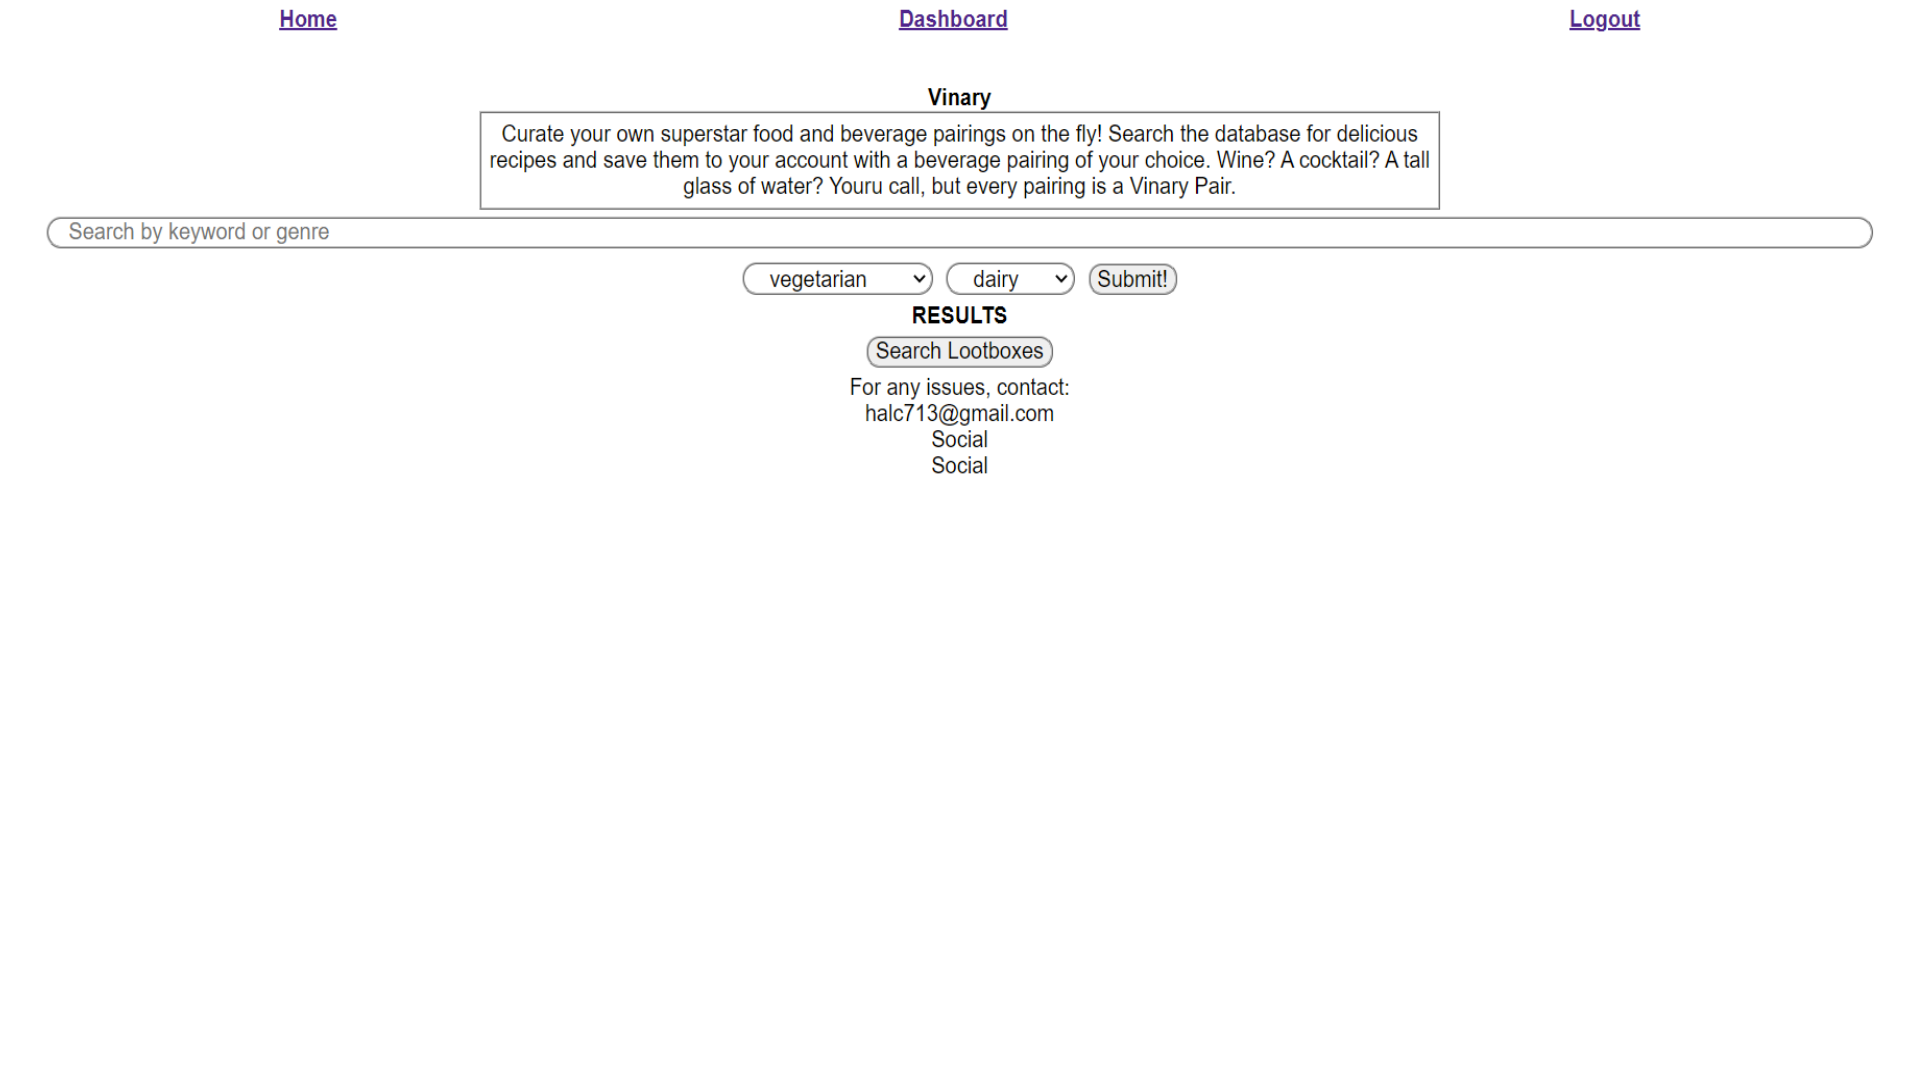 Home Dashboard Logout
Vinary
Curate your own superstar food and beverage pairings on the fly! Search the database for delicious
recipes and save them to your account with a beverage pairing of your choice. Wine? A cocktail? A tall
glass of water? Youru call, but every pairing is a Vinary Pair.
Search by keyword or genre
vegetarian dairy Submit!
RESULTS
Search Lootboxes
For any issues, contact:
halc713@gmail.com
Social
Social